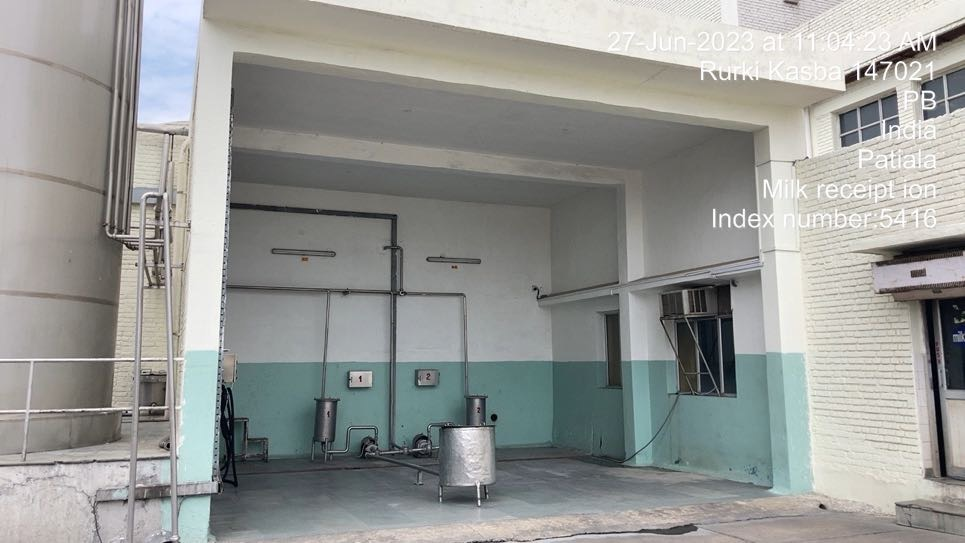 27-Jun-2023 at 11:04:23 AM
Rurki Kasba 147021
PB
India
Patiala
Milk receipt ion
Index number:5416
1
2
1
2
milk